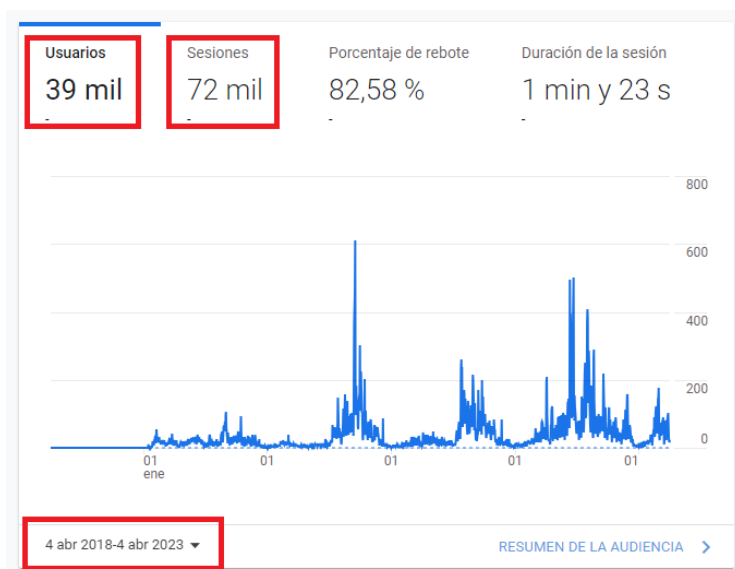 Usuarios Sesiones Porcentaje de rebote Duración de la sesión
39 mil 72 mil 82,58 % 1 min y 23 s
- - - -
800
600
400
200
0
01 01 01 01 01
ene
4 abr 2018-4 abr 2023 RESUMEN DE LA AUDIENCIA